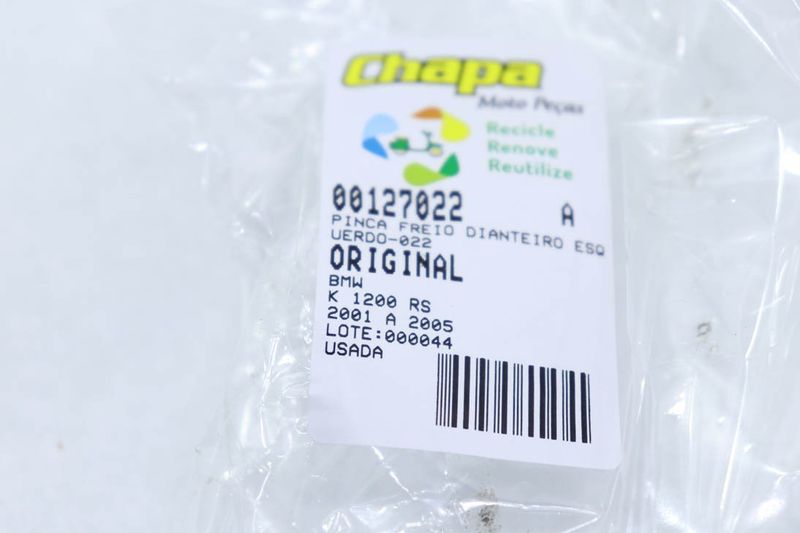 Chapa
Moto Peças
Recicle
Renove
Reutilize
00127022 A
PINCA FREIO DIANTEIRO ESQ
UERDO-022
ORIGINAL
BMW
K 1200 RS
2001 A 2005
LOTE:000044
USADA